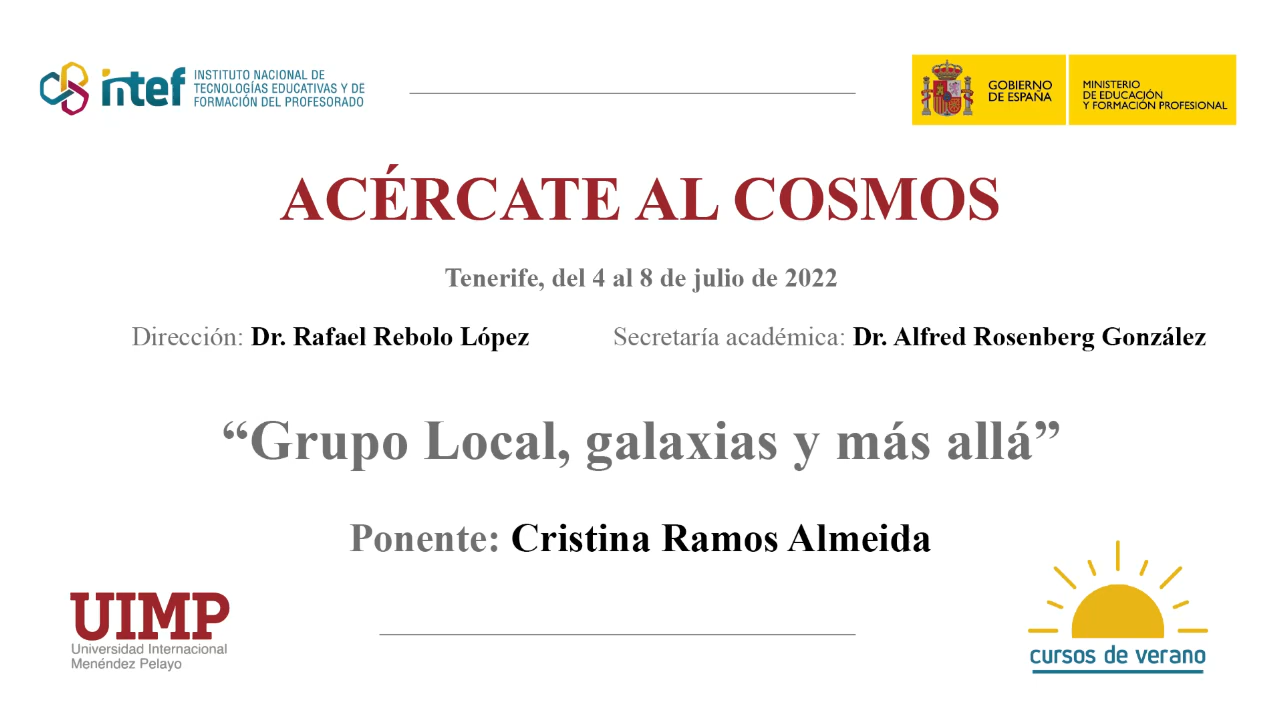 intef
INSTITUTO NACIONAL DE
TECNOLOGÍAS EDUCATIVAS Y DE
FORMACIÓN DEL PROFESORADO
GOBIERNO
DE ESPAÑA
MINISTERIO
DE EDUCACIÓN
Y FORMACIÓN PROFESIONAL
ACÉRCATE AL COSMOS
Tenerife, del 4 al 8 de julio de 2022
Dirección: Dr. Rafael Rebolo López
Secretaría académica: Dr. Alfred Rosenberg González
“Grupo Local, galaxias y más allá”
Ponente: Cristina Ramos Almeida
UIMP
Universidad Internacional
Menéndez Pelayo
cursos de verano